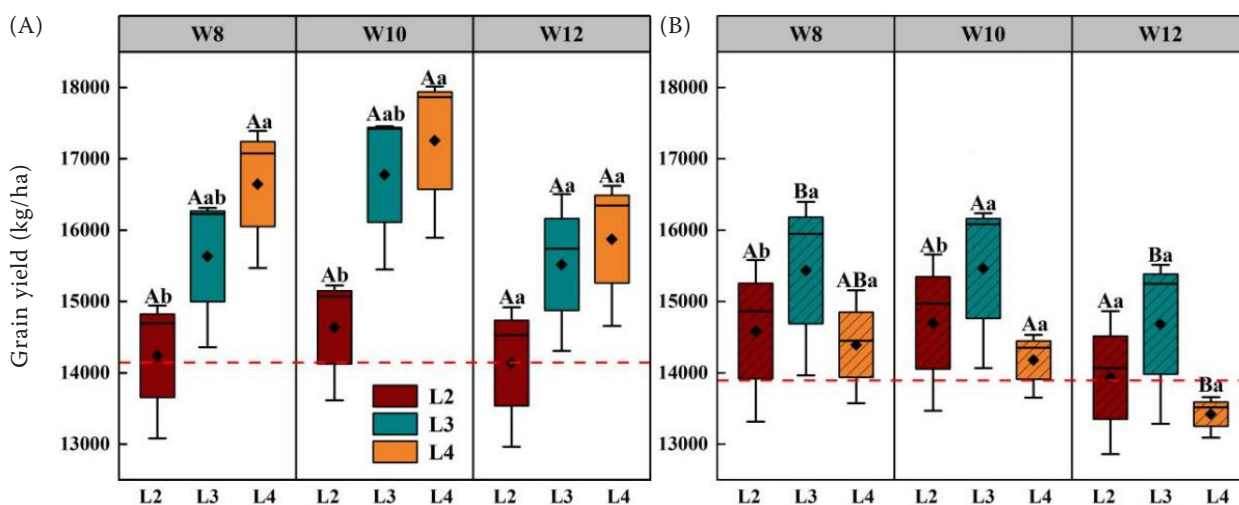 (A)
W8 W10 W12
(B)
W8 W10 W12
Grain yield (kg/ha)
18000
17000
16000
15000
14000
13000
Ab Aab Aa
Ab Aab Aa
Aa Aa Aa
L2
L3
L4
L2 L3 L4 L2 L3 L4 L2 L3 L4
18000
17000
16000
15000
14000
13000
Ab Ba ABa
Ab Aa Aa
Aa Ba Ba
L2 L3 L4 L2 L3 L4 L2 L3 L4